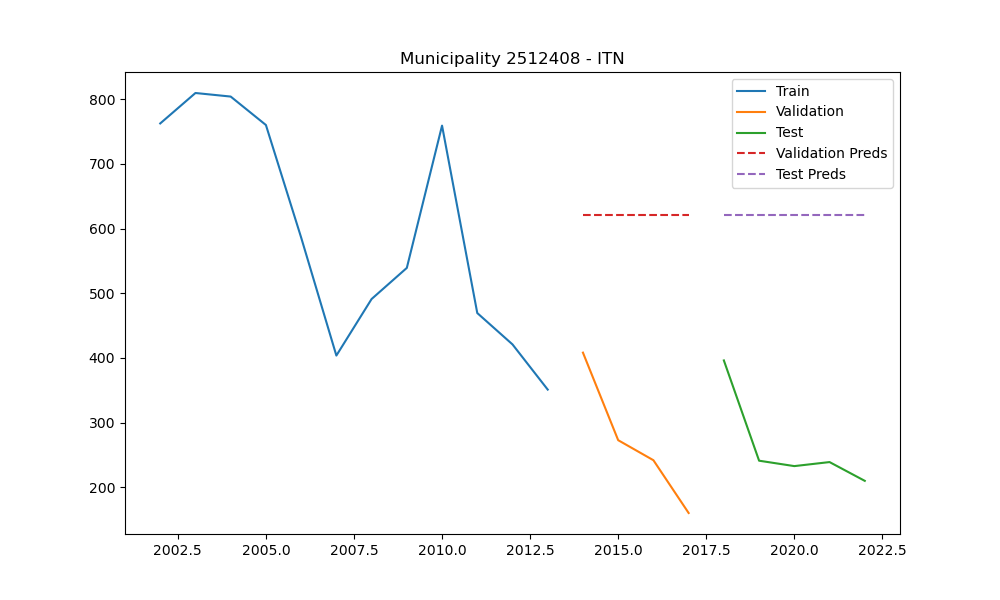 Municipality 2512408 - ITN
Train
Validation
Test
Validation Preds
Test Preds
800
700
600
500
400
300
200
2002.5 2005.0 2007.5 2010.0 2012.5 2015.0 2017.5 2020.0 2022.5